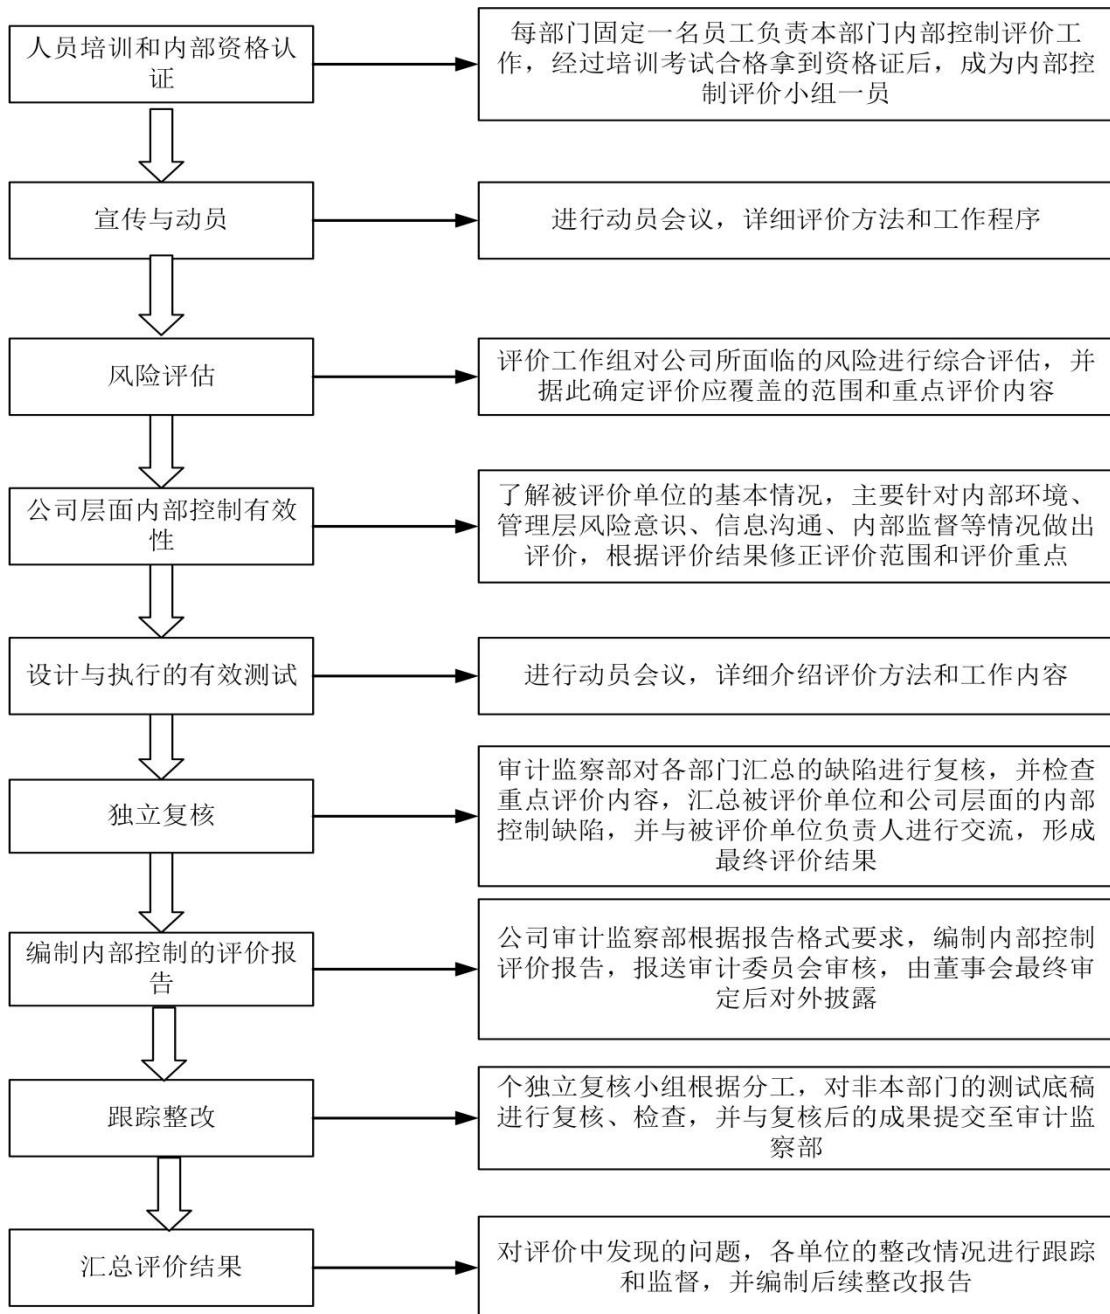 人员培训和内部资格认
证
每部门固定一名员工负责本部门内部控制评价工
作，经过培训考试合格拿到资格证后，成为内部控
制评价小组一员
宣传与动员
进行动员会议，详细评价方法和工作程序
风险评估
评价工作组对公司所面临的风险进行综合评估，并
据此确定评价应覆盖的范围和重点评价内容
公司层面内部控制有效
性
了解被评价单位的基本情况，主要针对内部环境、
管理层风险意识、信息沟通、内部监督等情况做出
评价，根据评价结果修正评价范围和评价重点
设计与执行的有效测试
进行动员会议，详细介绍评价方法和工作内容
独立复核
审计监察部对各部门汇总的缺陷进行复核，并检查
重点评价内容，汇总被评价单位和公司层面的内部
控制缺陷，并与被评价单位负责人进行交流，形成
最终评价结果
编制内部控制的评价报
告
公司审计监察部根据报告格式要求，编制内部控制
评价报告，报送审计委员会审核，由董事会最终审
定后对外披露
跟踪整改
个独立复核小组根据分工，对非本部门的测试底稿
进行复核、检查，并与复核后的成果提交至审计监
察部
汇总评价结果
对评价中发现的问题，各单位的整改情况进行跟踪
和监督，并编制后续整改报告